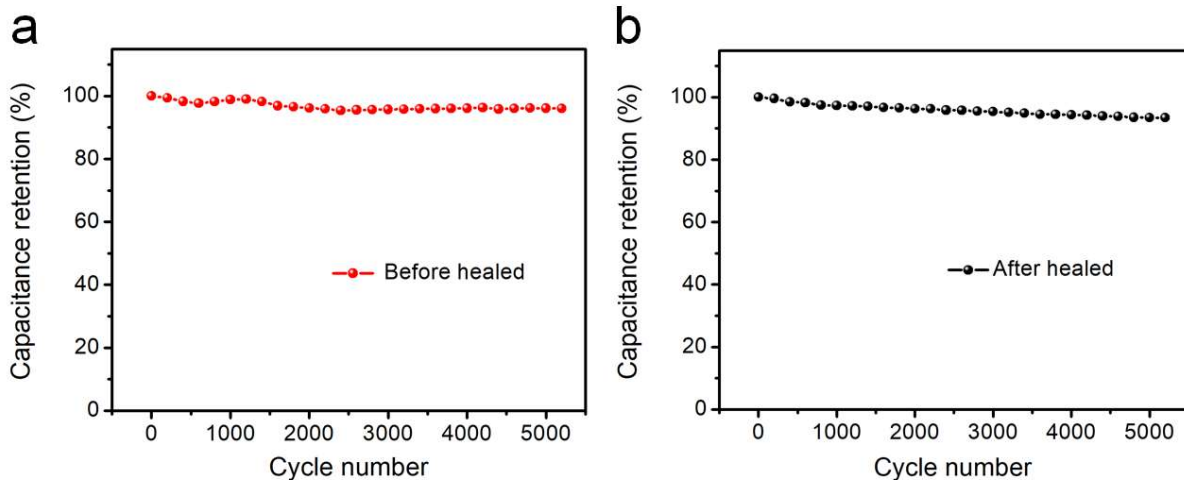 a
Capacitance retention (%)
100
80
60
40
20
0
Before healed
0 1000 2000 3000 4000 5000
Cycle number
b
Capacitance retention (%)
100
80
60
40
20
0
After healed
0 1000 2000 3000 4000 5000
Cycle number